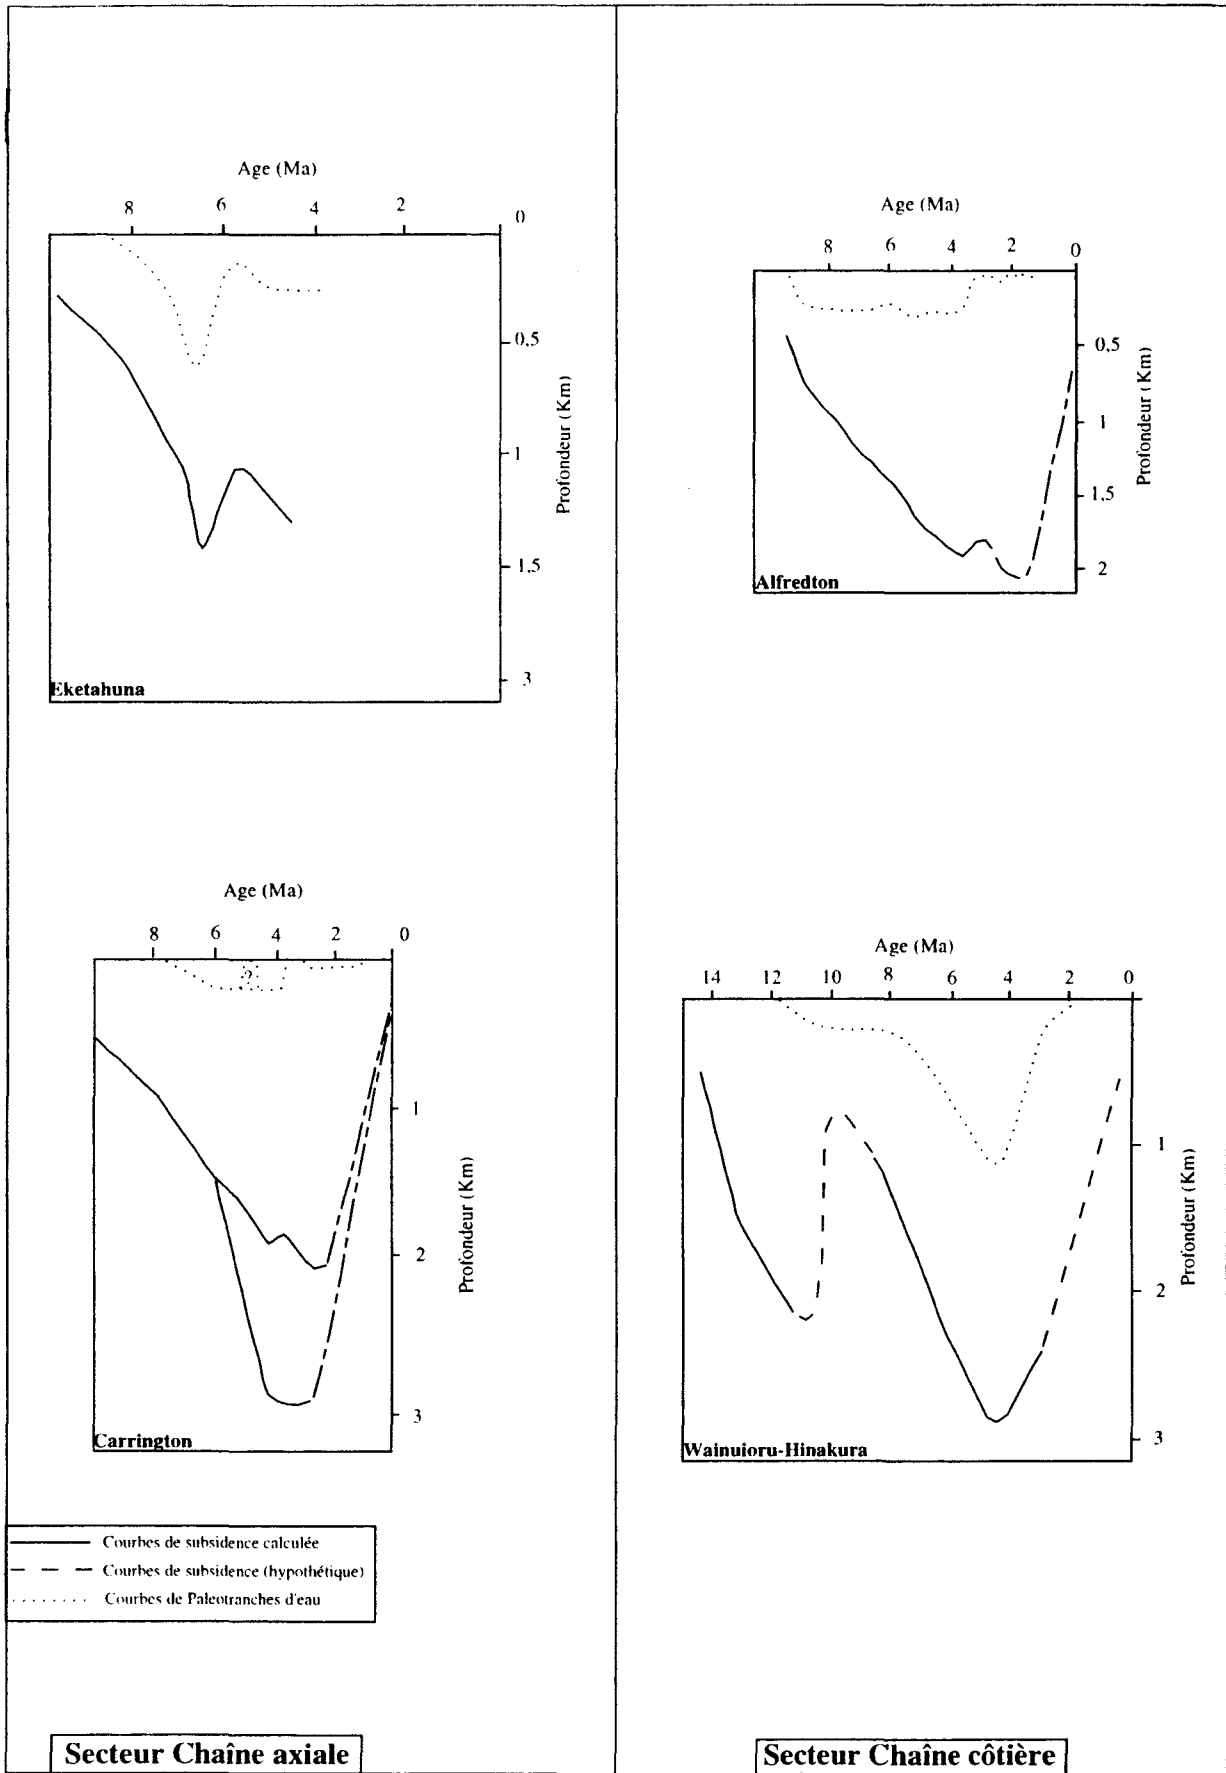 Age (Ma)
8 6 4 2 0
0,5
1
1,5
3
Profondeur (Km)
Eketahuna
Age (Ma)
8 6 4 2 0
0,5
1
1,5
2
Profondeur (Km)
Alfredton
Age (Ma)
8 6 4 2 0
?
1
2
3
Profondeur (Km)
Carrington
Age (Ma)
14 12 10 8 6 4 2 0
1
2
3
Profondeur (Km)
Wainuioru-Hinakura
Courbes de subsidence calculée
Courbes de subsidence (hypothétique)
Courbes de Paleotranches d'eau
Secteur Chaîne axiale
Secteur Chaîne côtière